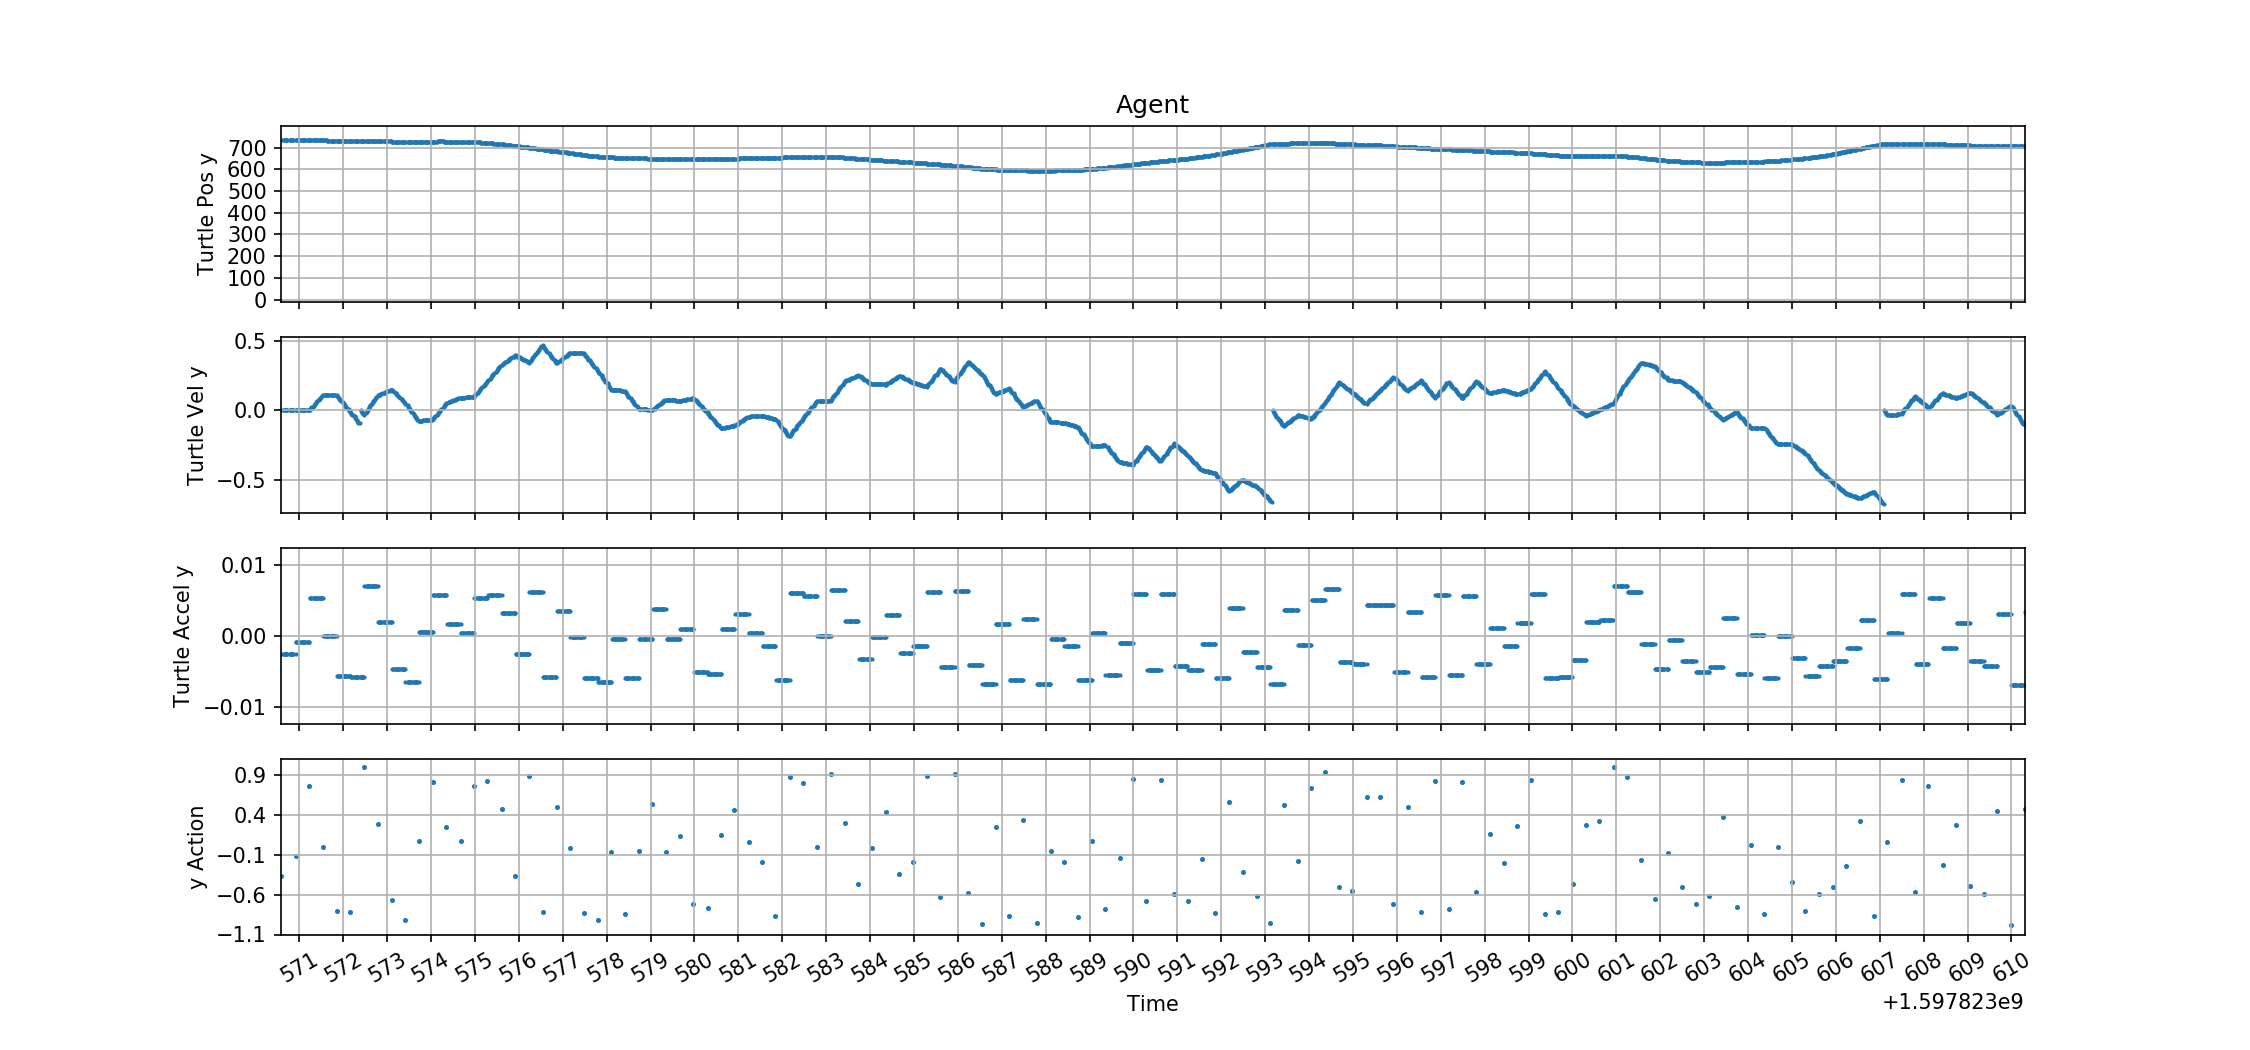 Agent
Turtle Pos y
700
600
500
400
300
200
100
0
Turtle Vel y
0.5
0.0
−0.5
Turtle Accel y
0.01
0.00
−0.01
y Action
0.9
0.4
−0.1
−0.6
−1.1
571 572 573 574 575 576 577 578 579 580 581 582 583 584 585 586 587 588 589 590 591 592 593 594 595 596 597 598 599 600 601 602 603 604 605 606 607 608 609 610
Time
+1.597823e9